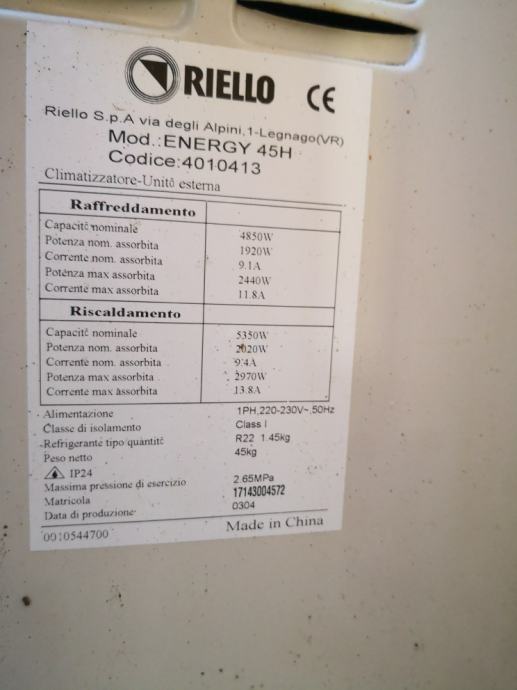 RIELLO CE
Riello S.p.A via degli Alpini,1-Legnago(VR)
Mod.:ENERGY 45H
Codice:4010413
Climatizzatore-Unitô esterna
Raffreddamento
Capacitê nominale 4850W
Potenza nom. assorbita 1920W
Corrente nom. assorbita 9.1A
Potenza max assorbita 2440W
Corrente max assorbita 11.8A
Riscaldamento
Capacitê nominale 5350W
Potenza nom. assorbita 2020W
Corrente nom. assorbita 9.4A
Potenza max assorbita 2970W
Corrente max assorbita 13.8A
Alimentazione 1PH,220-230V~,50Hz
Classe di isolamento Class I
Refrigerante tipo quantitê R22 1.45kg
Peso netto 45kg
IP24
Massima pressione di esercizio 2.65MPa
Matricola 17143004572
Data di produzione 0304
0010544700 Made in China